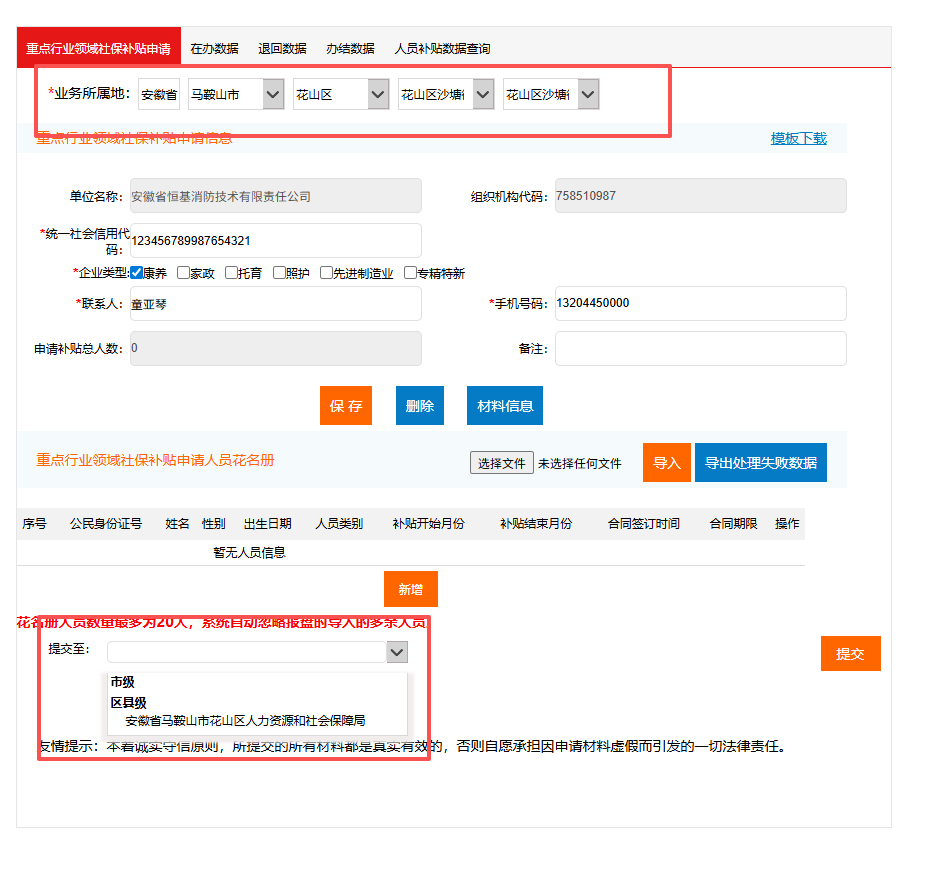 重点行业领域社保补贴申请 在办数据 退回数据 办结数据 人员补贴数据查询
*业务所属地: 安徽省 马鞍山市 花山区 花山区沙塘 花山区沙塘
重点行业领域社保补贴申请信息 模板下载
单位名称: 安徽省恒基消防技术有限责任公司 组织机构代码: 758510987
*统一社会信用代
码: 123456789987654321
*企业类型: 康养 家政 托育 照护 先进制造业 专精特新
*联系人: 童亚琴 *手机号码: 13204450000
申请补贴总人数: 0 备注:
保 存 删除 材料信息
重点行业领域社保补贴申请人员花名册 选择文件 未选择任何文件 导入 导出处理失败数据
序号 公民身份证号 姓名 性别 出生日期 人员类别 补贴开始月份 补贴结束月份 合同签订时间 合同期限 操作
暂无人员信息
新增
花名册人员数量最多为20人，系统自动忽略报盘的导入的多余人员
提交至: 提交
市级
区县级
安徽省马鞍山市花山区人力资源和社会保障局
友情提示：本着诚实守信原则，所提交的所有材料都是真实有效的，否则自愿承担因申请材料虚假而引发的一切法律责任。